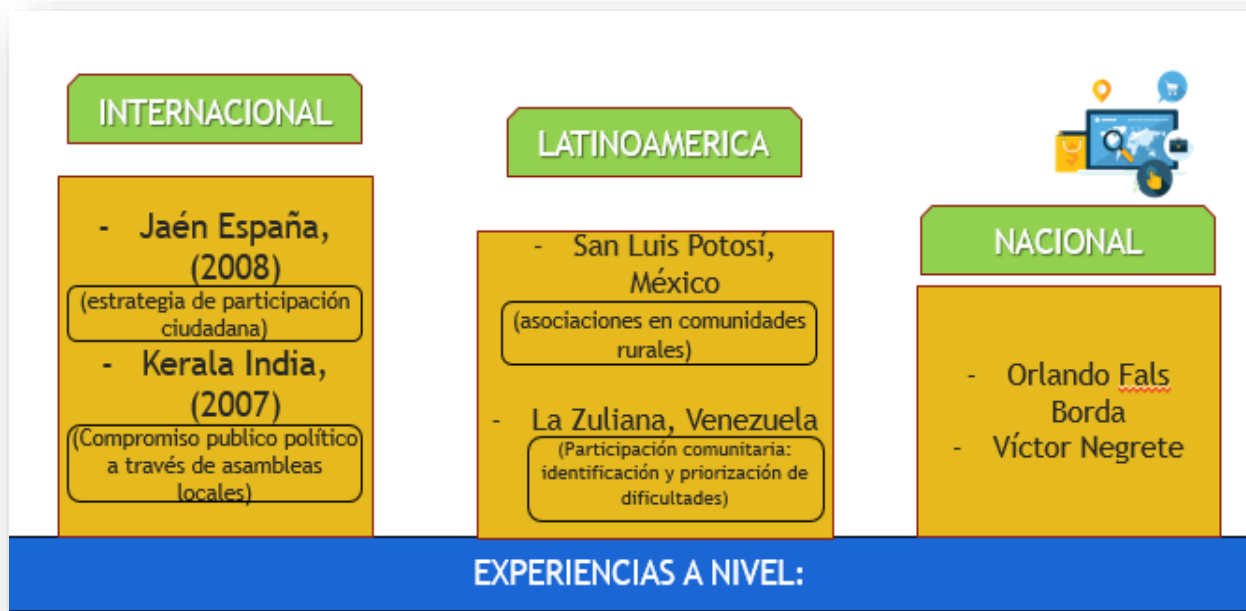 INTERNACIONAL
- Jaén España,
(2008)
(estrategia de participación
ciudadana)
- Kerala India,
(2007)
(Compromiso publico político
a través de asambleas
locales)
LATINOAMERICA
- San Luis Potosí,
México
(asociaciones en comunidades
rurales)
- La Zuliana, Venezuela
(Participación comunitaria:
identificación y priorización de
dificultades)
NACIONAL
- Orlando Fals
Borda
- Víctor Negrete
EXPERIENCIAS A NIVEL: